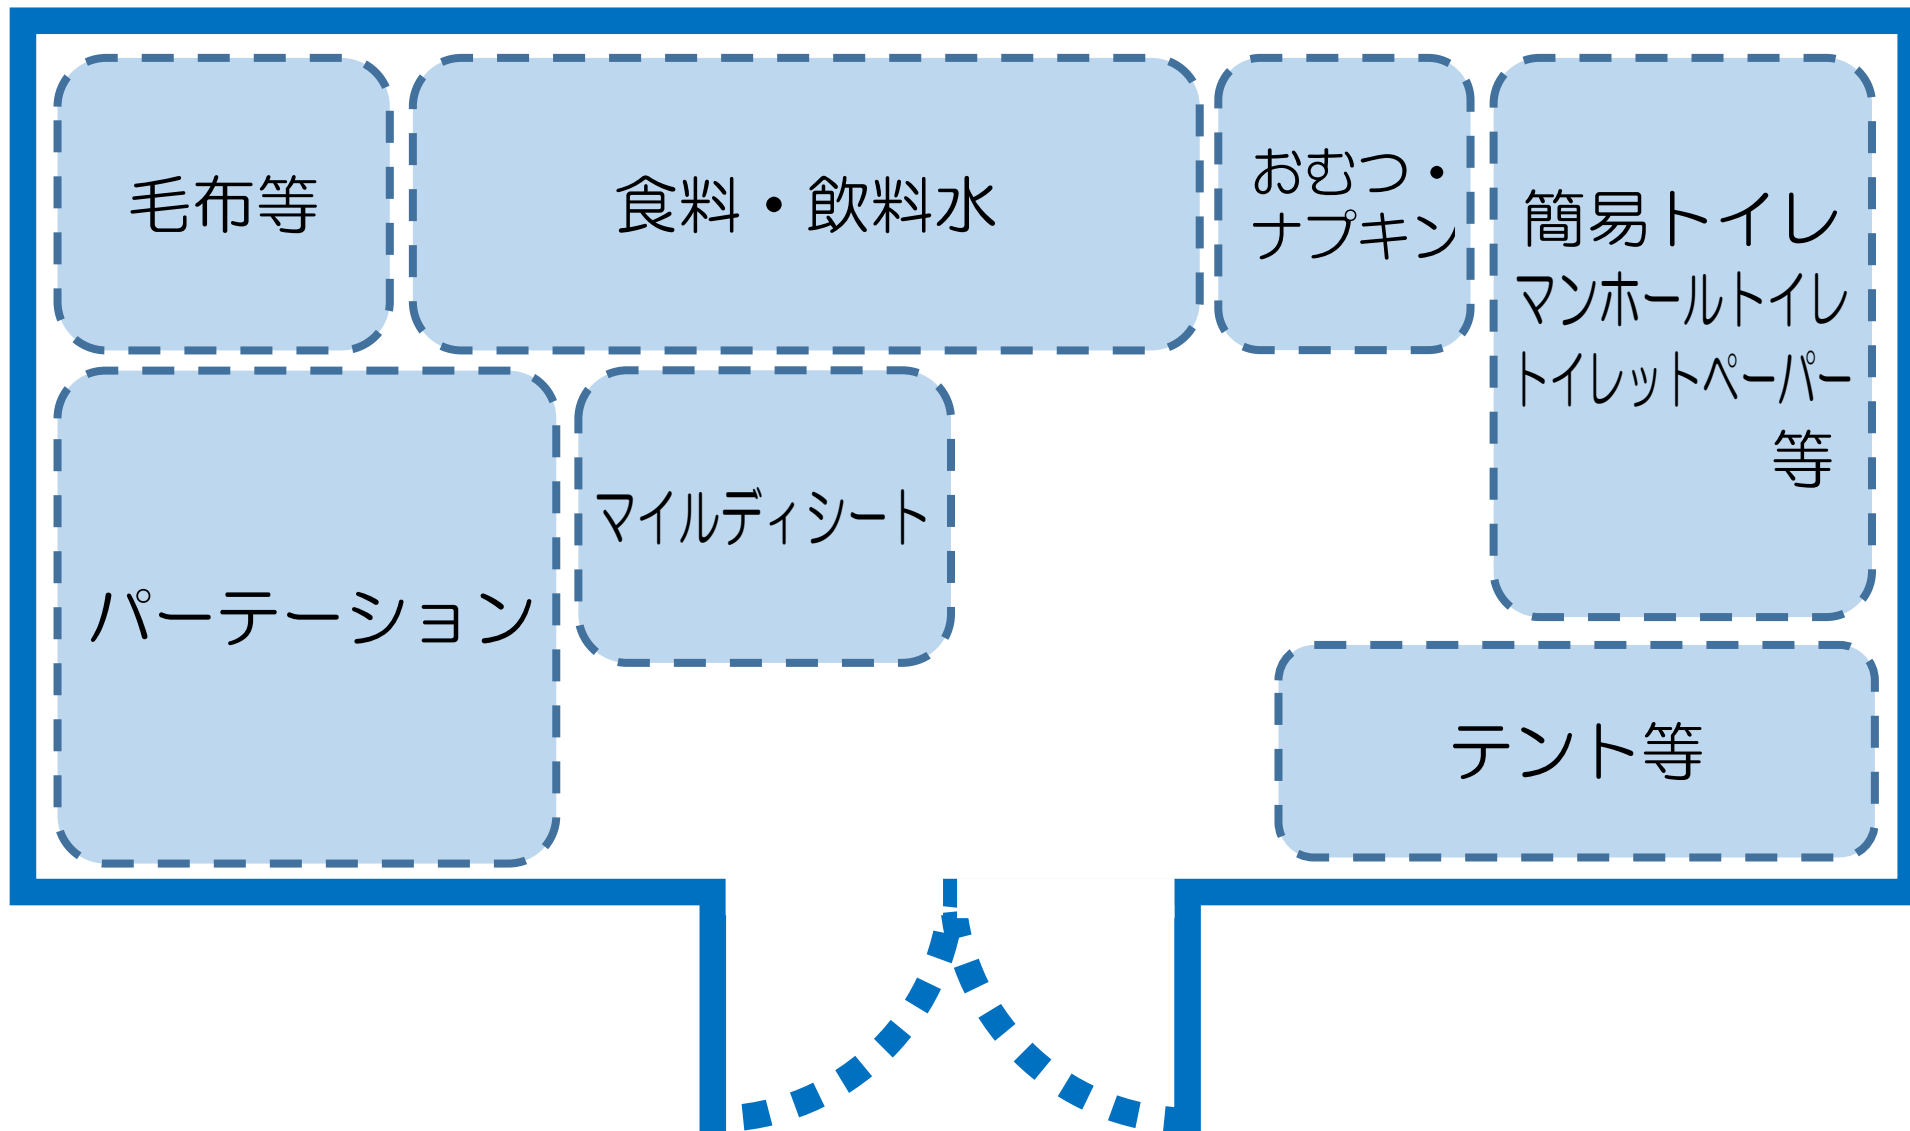 毛布等
食料・飲料水
おむつ・
ナプキン
簡易トイレ
マンホールトイレ
トイレットペーパー
等
パーテーション
マイルディシート
テント等